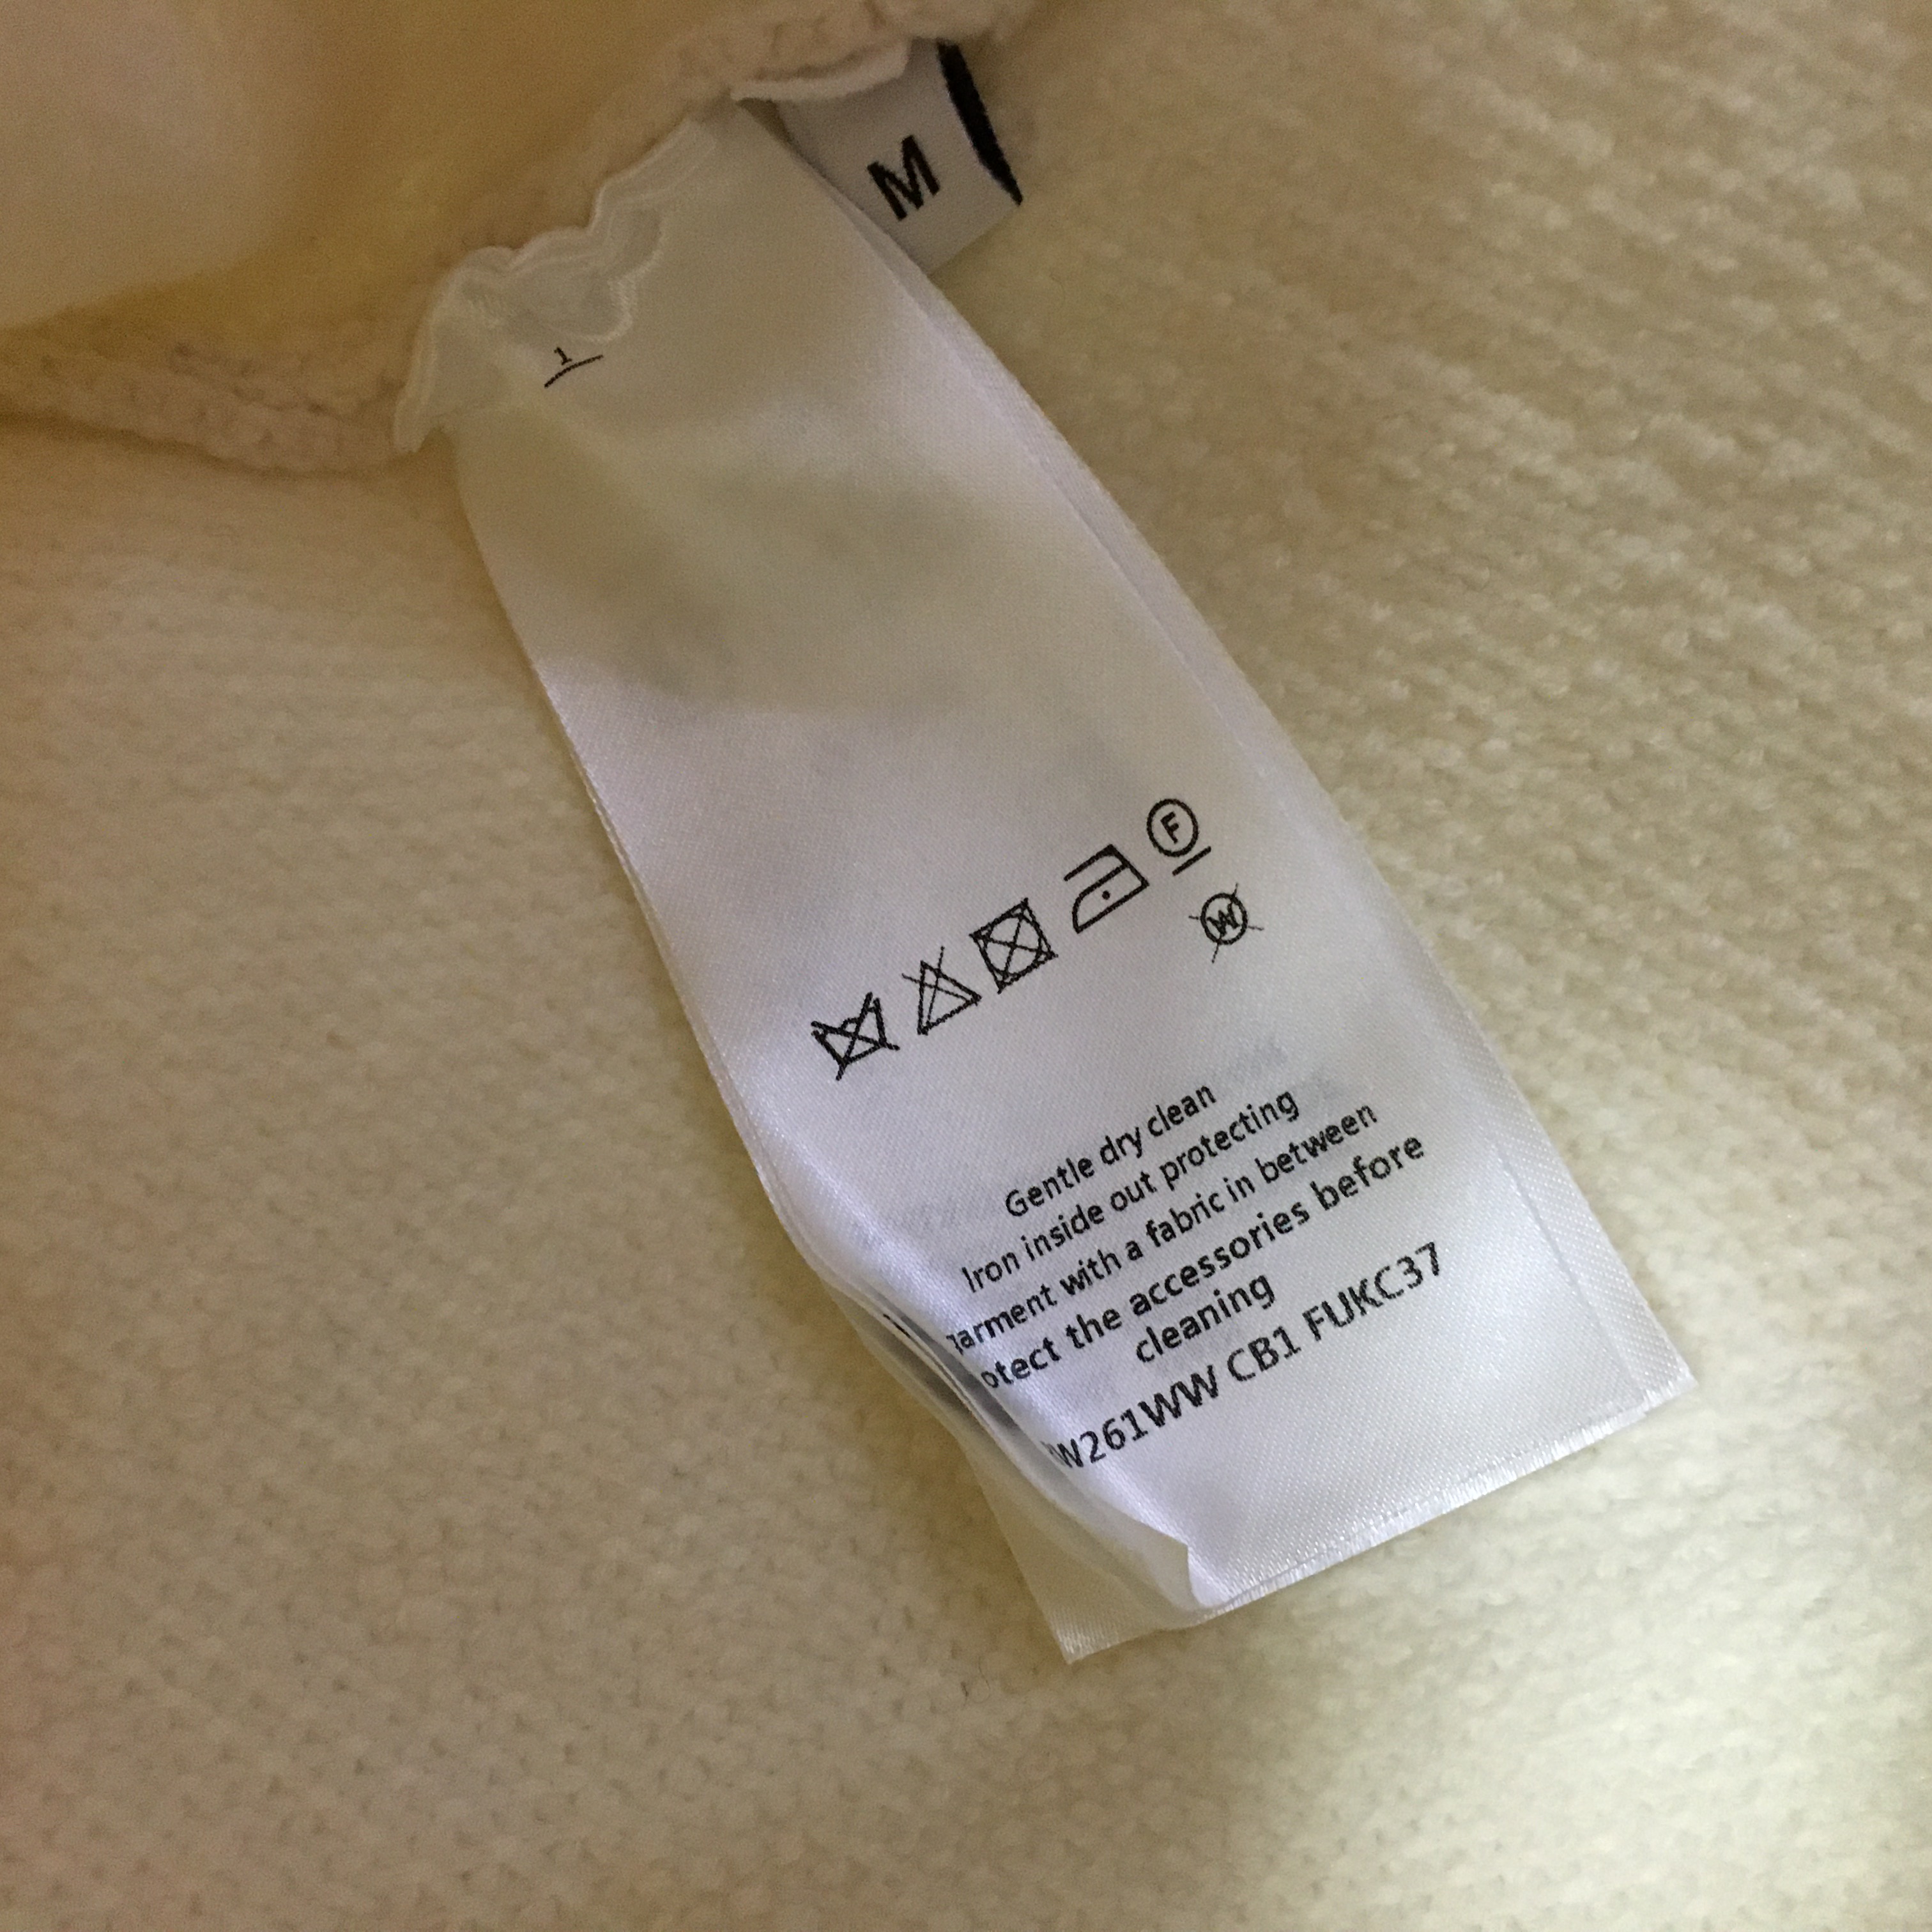 M
1
F
W
Gentle dry clean
Iron inside out protecting
garment with a fabric in between
otect the accessories before
cleaning
W261WW CB1 FUKC37